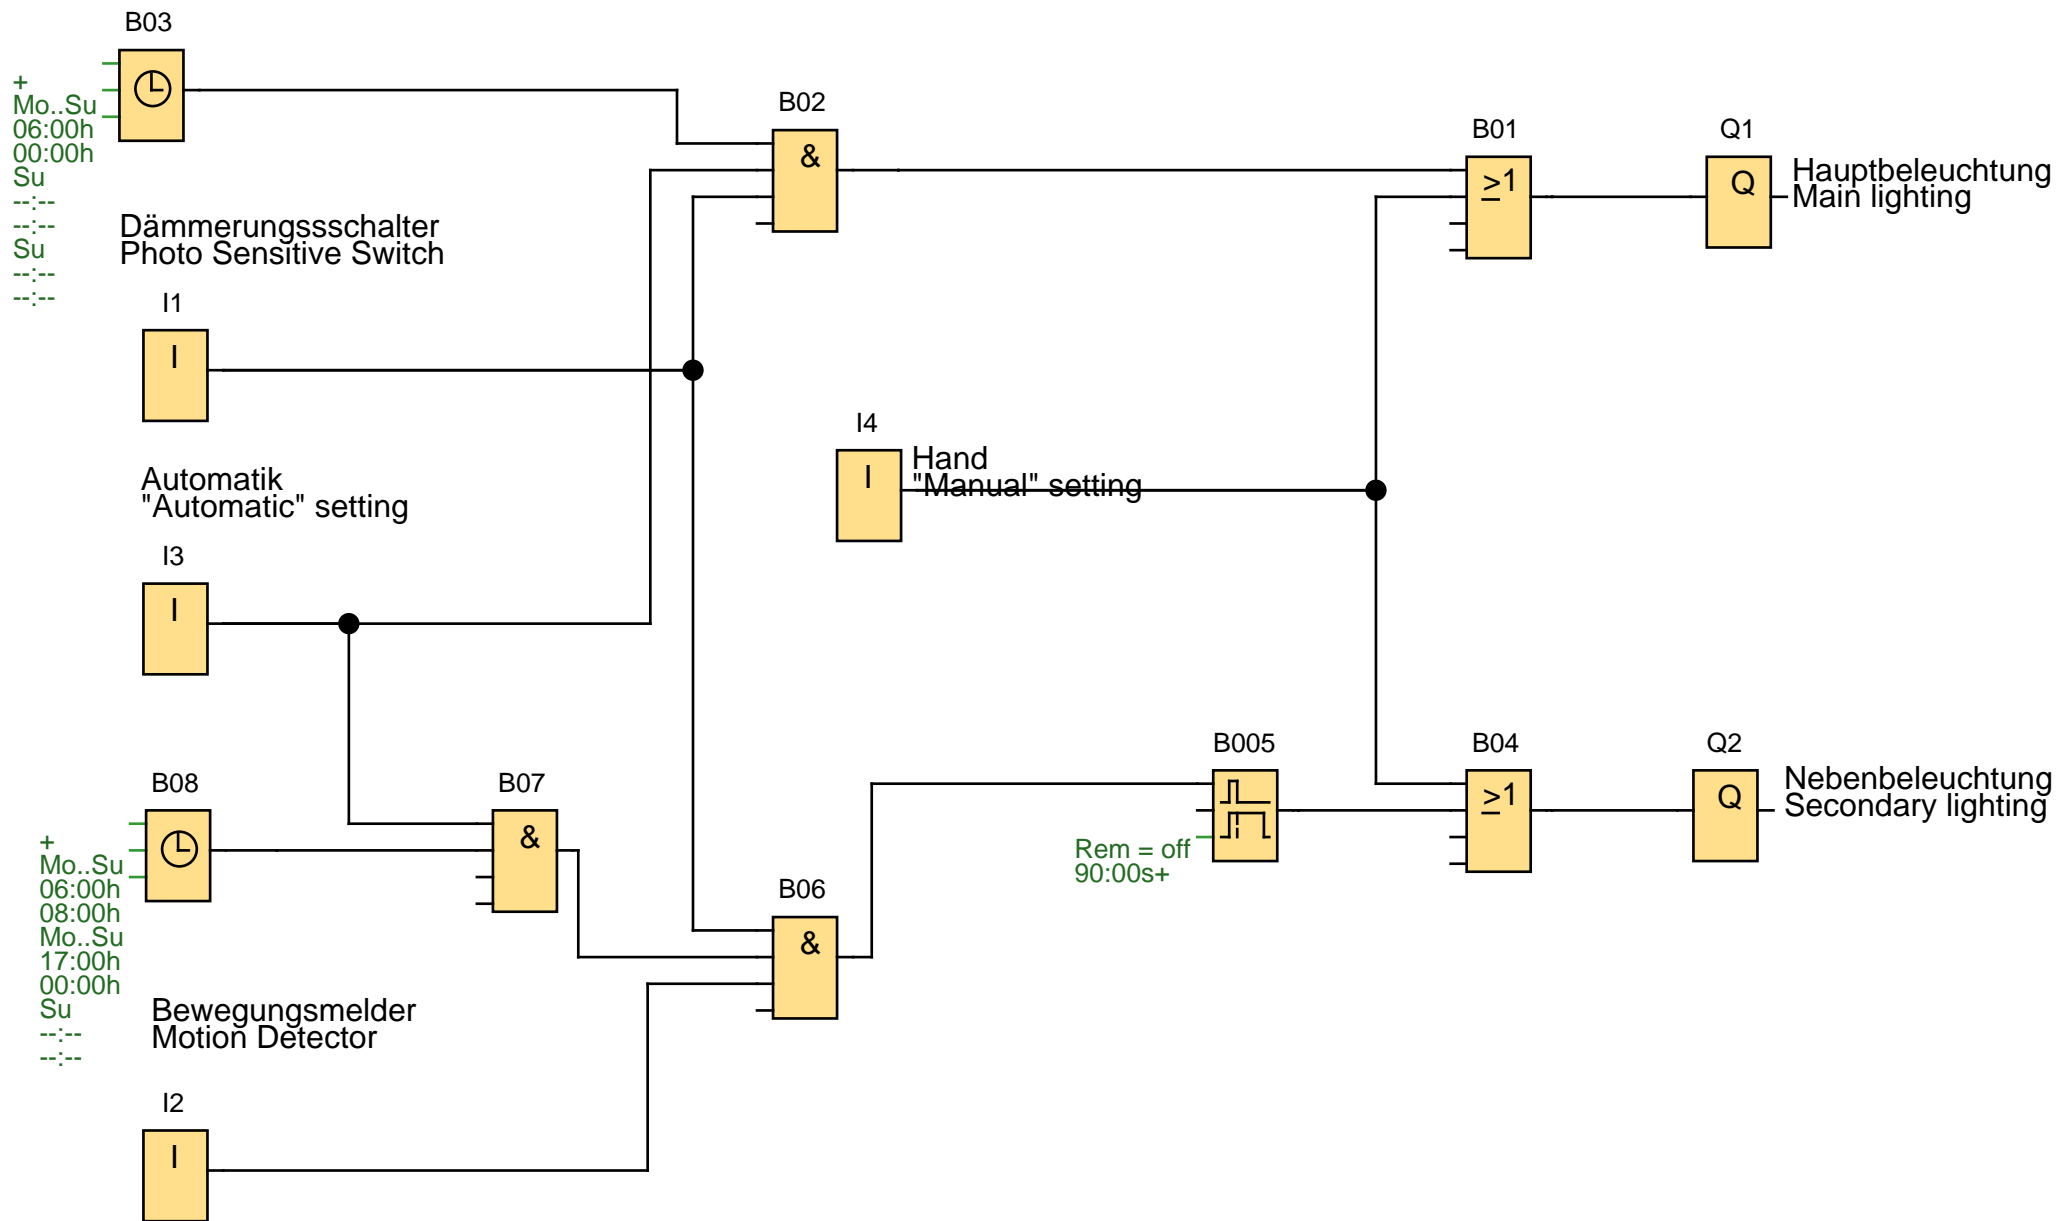 B03
+
Mo..Su
06:00h
00:00h
Su
--:--
--:--
Su
--:--
--:--
B02
&
B01
>1
Q1
Q
Hauptbeleuchtung
Main lighting
Dämmerungssschalter
Photo Sensitive Switch
I1
I
I4
I
Hand
"Manual" setting
Automatik
"Automatic" setting
I3
I
B08
+
Mo..Su
06:00h
08:00h
Mo..Su
17:00h
00:00h
Su
--:--
--:--
B07
&
B06
&
B005
Rem = off
90:00s+
B04
>1
Q2
Q
Nebenbeleuchtung
Secondary lighting
Bewegungsmelder
Motion Detector
I2
I